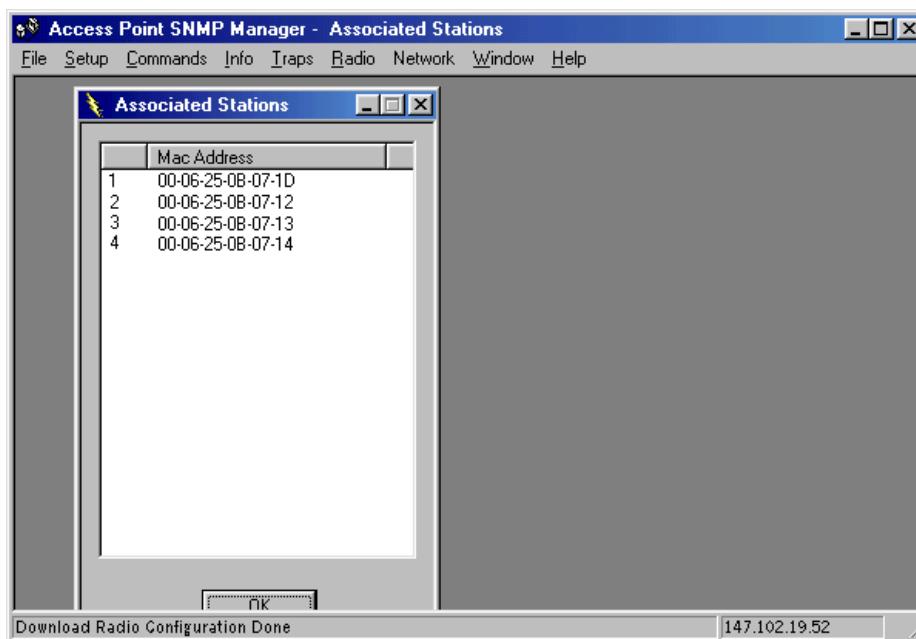 Access Point SNMP Manager - Associated Stations
File Setup Commands Info Traps Radio Network Window Help
Associated Stations
Mac Address
1 00-06-25-0B-07-1D
2 00-06-25-0B-07-12
3 00-06-25-0B-07-13
4 00-06-25-0B-07-14
OK
Download Radio Configuration Done 147.102.19.52